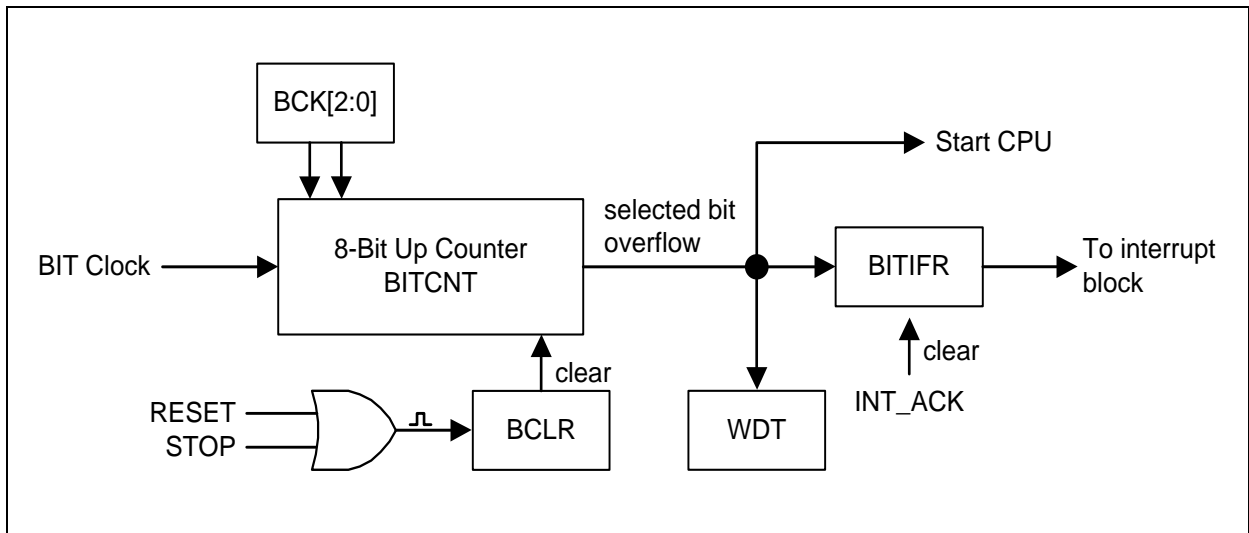 BCK[2:0]
Start CPU
selected bit
overflow
8-Bit Up Counter
BITCNT
BIT Clock
BITIFR
To interrupt
block
clear
clear
RESET
STOP
BCLR
WDT
INT_ACK